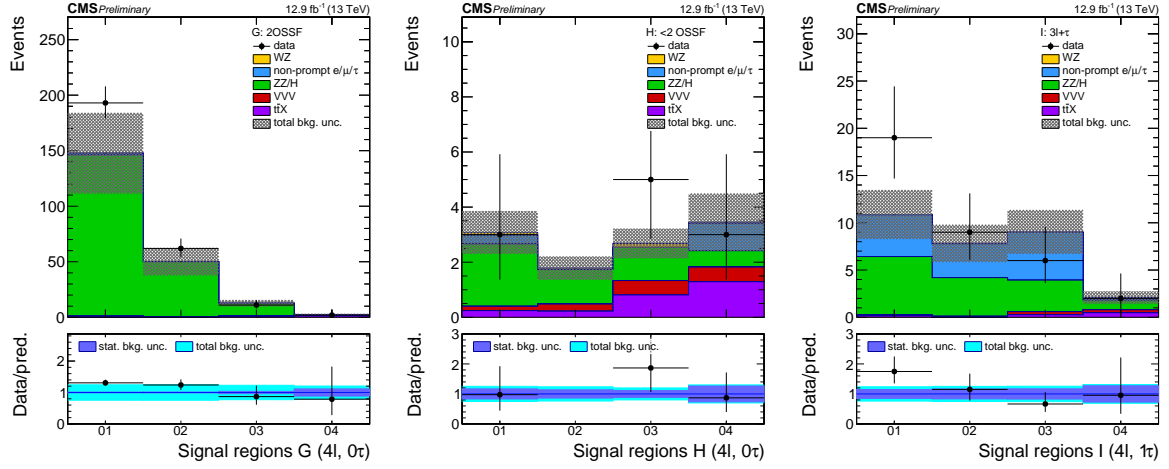 CMS Preliminary 12.9 fb⁻¹ (13 TeV)
Events
G: 2OSSF
data
WZ
non-prompt e/μ/τ
ZZ/H
VVV
tt̄X
total bkg. unc.
250
200
150
100
50
0
Data/pred.
stat. bkg. unc. total bkg. unc.
2
1
0
01 02 03 04
Signal regions G (4l, 0τ)
CMS Preliminary 12.9 fb⁻¹ (13 TeV)
Events
H: <2 OSSF
data
WZ
non-prompt e/μ/τ
ZZ/H
VVV
tt̄X
total bkg. unc.
10
8
6
4
2
0
Data/pred.
stat. bkg. unc. total bkg. unc.
3
2
1
0
01 02 03 04
Signal regions H (4l, 0τ)
CMS Preliminary 12.9 fb⁻¹ (13 TeV)
Events
I: 3l+τ
data
WZ
non-prompt e/μ/τ
ZZ/H
VVV
tt̄X
total bkg. unc.
30
25
20
15
10
5
0
Data/pred.
stat. bkg. unc. total bkg. unc.
3
2
1
0
01 02 03 04
Signal regions I (4l, 1τ)